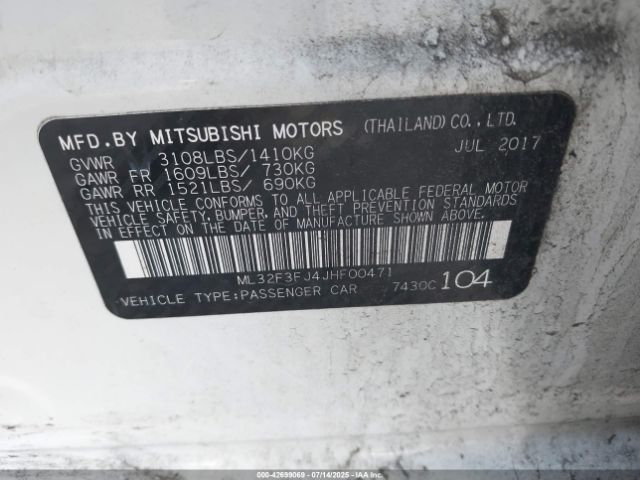 MFD.BY MITSUBISHI MOTORS (THAILAND)CO.,LTD.
GVWR 3108LBS/1410KG JUL 2017
GAWR FR 1609LBS/ 730KG
GAWR RR 1521LBS/ 690KG
THIS VEHICLE CONFORMS TO ALL APPLICABLE FEDERAL MOTOR
VEHICLE SAFETY, BUMPER, AND THEFT PREVENTION STANDARDS
IN EFFECT ON THE DATE OF MANUFACTURE SHOWN ABOVE.
ML32F3FJ4JHF00471
VEHICLE TYPE:PASSENGER CAR 7430C 104
000-42699069 | 07/14/2025 | IAAI.COM